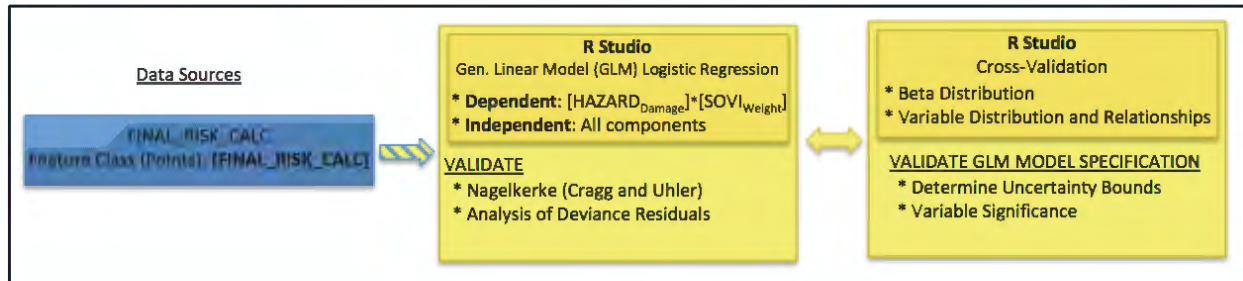 Data Sources
FINAL_RISK_CALC
Feature Class (Points): [FINAL_RISK_CALC]
R Studio
Gen. Linear Model (GLM) Logistic Regression
* Dependent: [HAZARD_Damage]*[SOVI_Weight]
* Independent: All components
VALIDATE
* Nagelkerke (Cragg and Uhler)
* Analysis of Deviance Residuals
R Studio
Cross-Validation
* Beta Distribution
* Variable Distribution and Relationships
VALIDATE GLM MODEL SPECIFICATION
* Determine Uncertainty Bounds
* Variable Significance